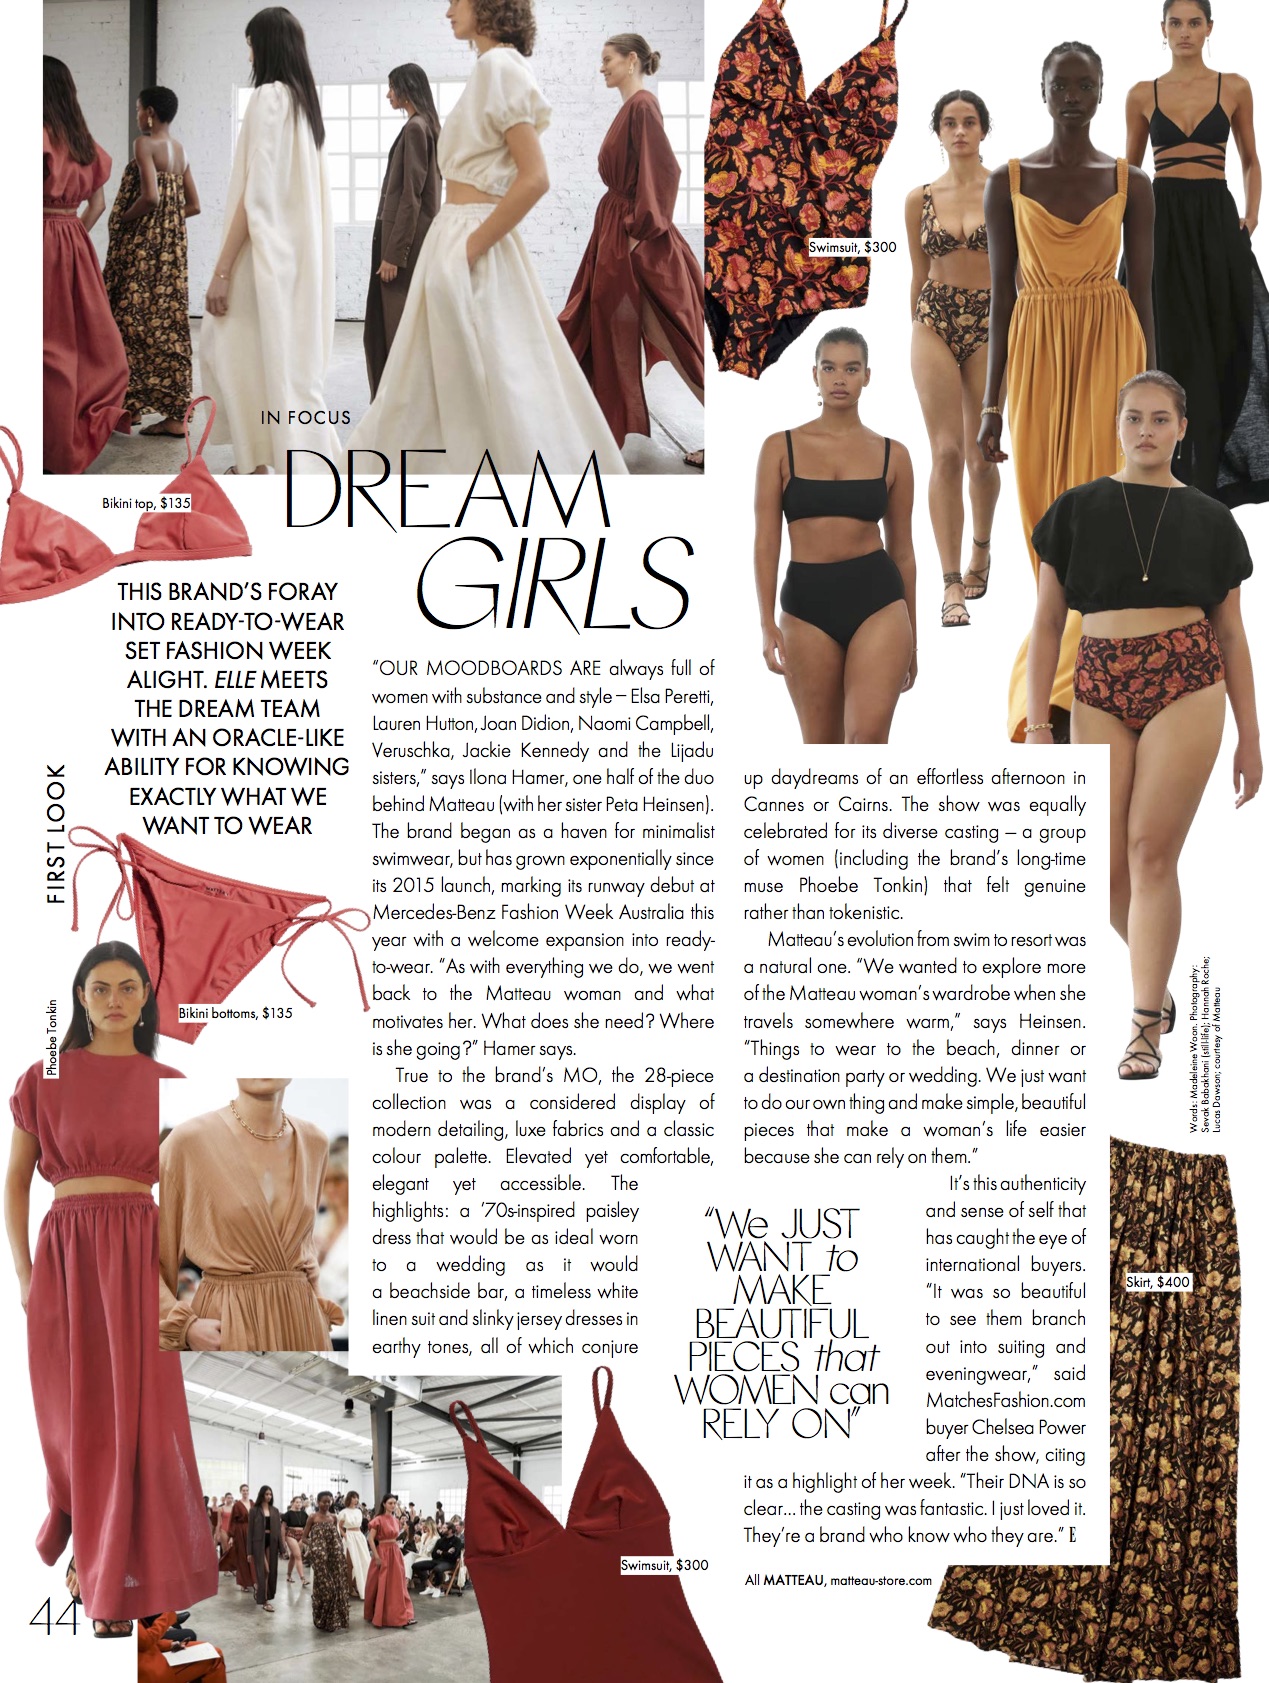 IN FOCUS
DREAM
GIRLS
Swimsuit, $300
Bikini top, $135
THIS BRAND'S FORAY
INTO READY-TO-WEAR
SET FASHION WEEK
ALIGHT. ELLE MEETS
THE DREAM TEAM
WITH AN ORACLE-LIKE
ABILITY FOR KNOWING
EXACTLY WHAT WE
WANT TO WEAR
FIRST LOOK
Bikini bottoms, $135
Phoebe Tonkin
“OUR MOODBOARDS ARE always full of
women with substance and style – Elsa Peretti,
Lauren Hutton, Joan Didion, Naomi Campbell,
Veruschka, Jackie Kennedy and the Lijadu
sisters,” says Ilona Hamer, one half of the duo
behind Matteau (with her sister Peta Heinsen).
The brand began as a haven for minimalist
swimwear, but has grown exponentially since
its 2015 launch, marking its runway debut at
Mercedes-Benz Fashion Week Australia this
year with a welcome expansion into ready-
to-wear. “As with everything we do, we went
back to the Matteau woman and what
motivates her. What does she need? Where
is she going?” Hamer says.
True to the brand's MO, the 28-piece
collection was a considered display of
modern detailing, luxe fabrics and a classic
colour palette. Elevated yet comfortable,
elegant yet accessible. The
highlights: a '70s-inspired paisley
dress that would be as ideal worn
to a wedding as it would
a beachside bar, a timeless white
linen suit and slinky jersey dresses in
earthy tones, all of which conjure
up daydreams of an effortless afternoon in
Cannes or Cairns. The show was equally
celebrated for its diverse casting – a group
of women (including the brand's long-time
muse Phoebe Tonkin) that felt genuine
rather than tokenistic.
Matteau's evolution from swim to resort was
a natural one. “We wanted to explore more
of the Matteau woman's wardrobe when she
travels somewhere warm,” says Heinsen.
“Things to wear to the beach, dinner or
a destination party or wedding. We just want
to do our own thing and make simple, beautiful
pieces that make a woman's life easier
because she can rely on them.”
It's this authenticity
and sense of self that
has caught the eye of
international buyers.
“It was so beautiful
to see them branch
out into suiting and
eveningwear,” said
MatchesFashion.com
buyer Chelsea Power
after the show, citing
it as a highlight of her week. “Their DNA is so
clear... the casting was fantastic. I just loved it.
They're a brand who know who they are.” E
“We JUST
WANT to
MAKE
BEAUTIFUL
PIECES that
WOMEN can
RELY ON”
All MATTEAU, matteau-store.com
Skirt, $400
Swimsuit, $300
Words: Madeleine Woon. Photography:
Sevak Babakhani (still-life); Hannah Roche;
Lucas Dawson; courtesy of Matteau
44